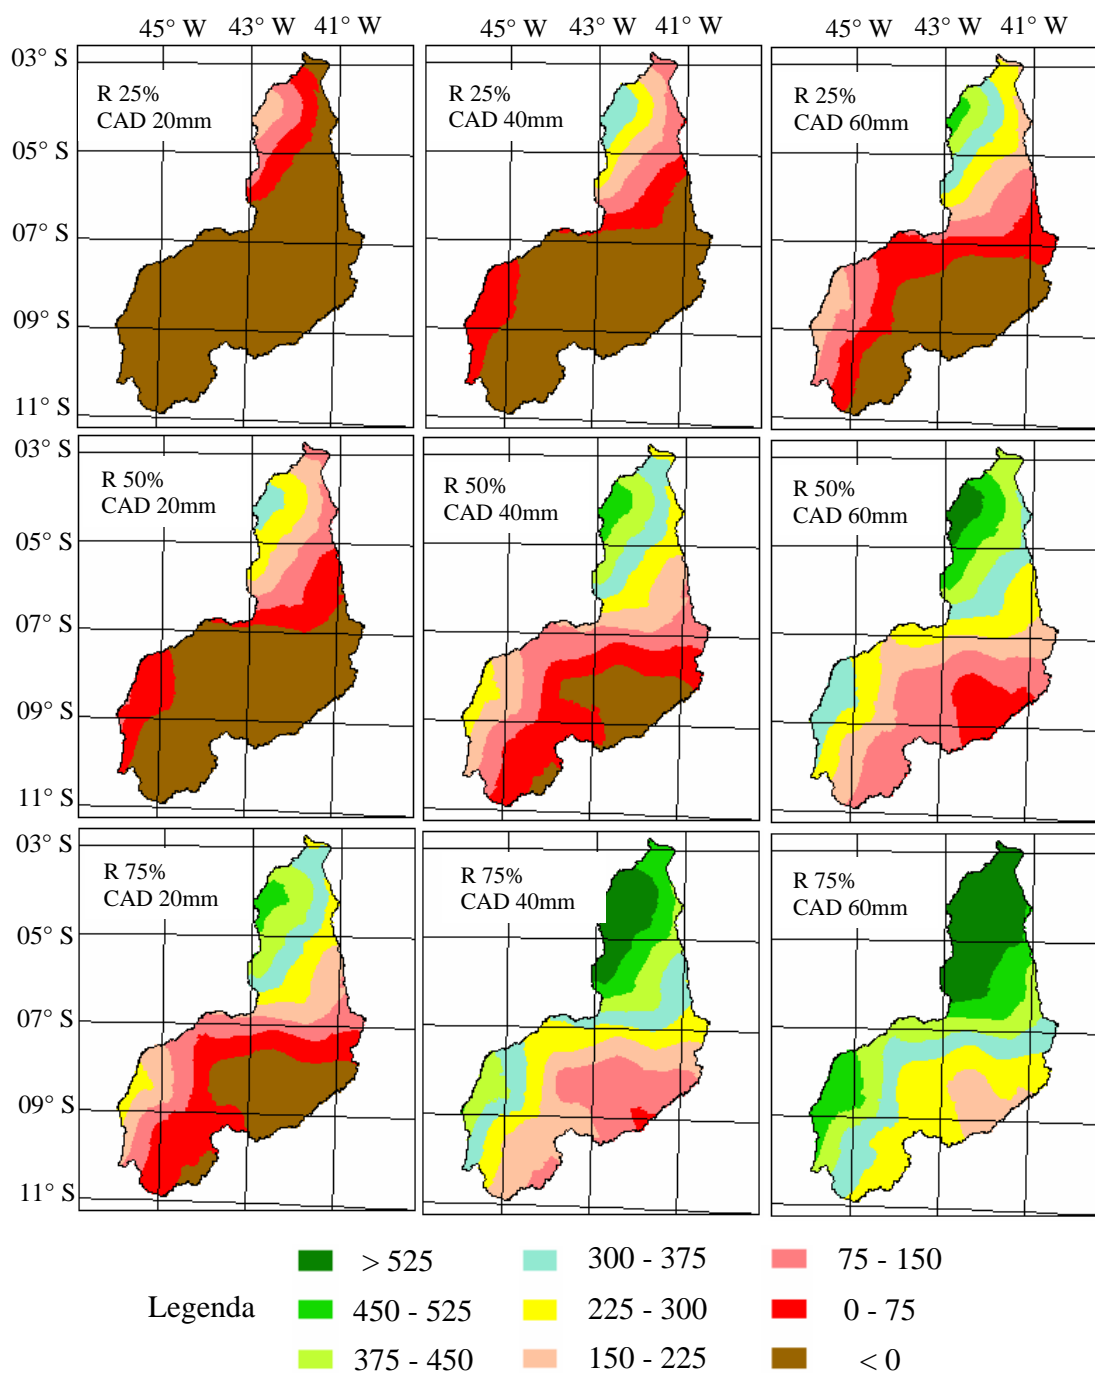 45° W 43° W 41° W 45° W 43° W 41° W 45° W 43° W 41° W
03° S
R 25%
CAD 20mm
R 25%
CAD 40mm
R 25%
CAD 60mm
05° S
07° S
09° S
11° S
03° S
R 50%
CAD 20mm
R 50%
CAD 40mm
R 50%
CAD 60mm
05° S
07° S
09° S
11° S
03° S
R 75%
CAD 20mm
R 75%
CAD 40mm
R 75%
CAD 60mm
05° S
07° S
09° S
11° S
Legenda
> 525
450 - 525
375 - 450
300 - 375
225 - 300
150 - 225
75 - 150
0 - 75
< 0